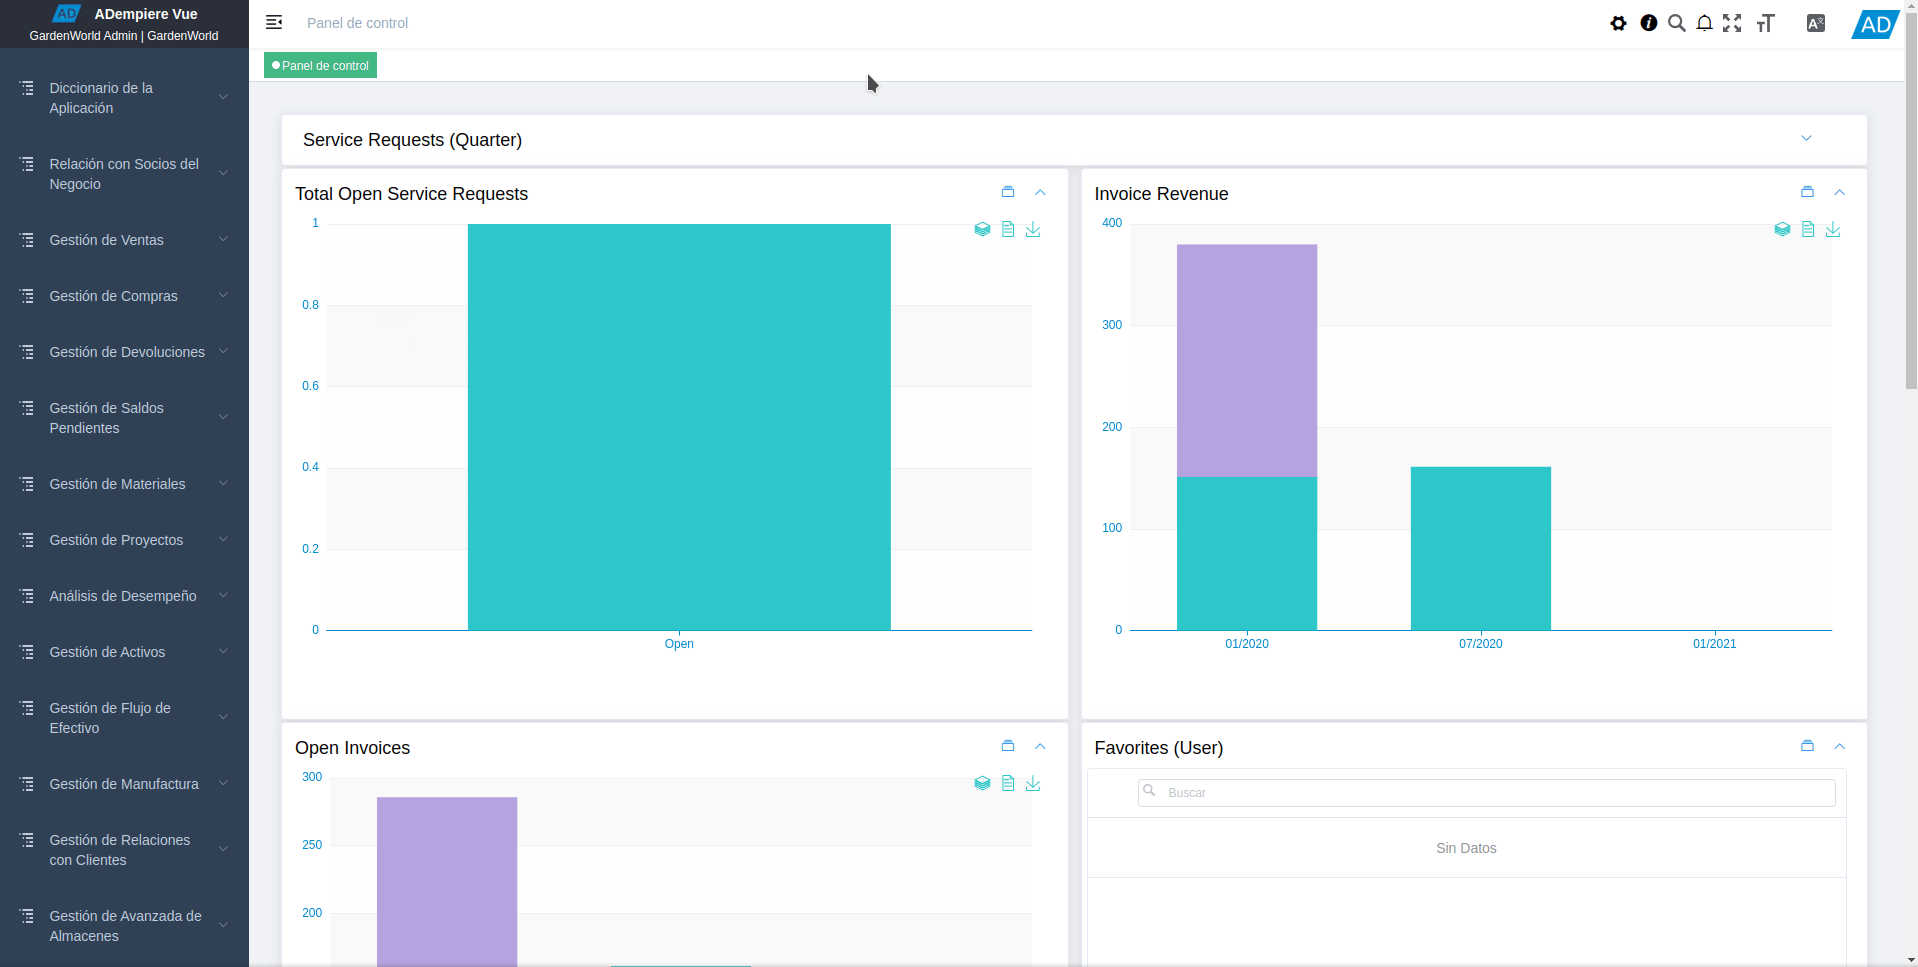 AD ADempiere Vue
GardenWorld Admin | GardenWorld
Diccionario de la
Aplicación
Relación con Socios del
Negocio
Gestión de Ventas
Gestión de Compras
Gestión de Devoluciones
Gestión de Saldos
Pendientes
Gestión de Materiales
Gestión de Proyectos
Análisis de Desempeño
Gestión de Activos
Gestión de Flujo de
Efectivo
Gestión de Manufactura
Gestión de Relaciones
con Clientes
Gestión de Avanzada de
Almacenes
Panel de control
AD
Panel de control
Service Requests (Quarter)
Total Open Service Requests
1
0.8
0.6
0.4
0.2
0
Open
Invoice Revenue
400
300
200
100
0
01/2020 07/2020 01/2021
Open Invoices
300
250
200
Favorites (User)
Buscar
Sin Datos